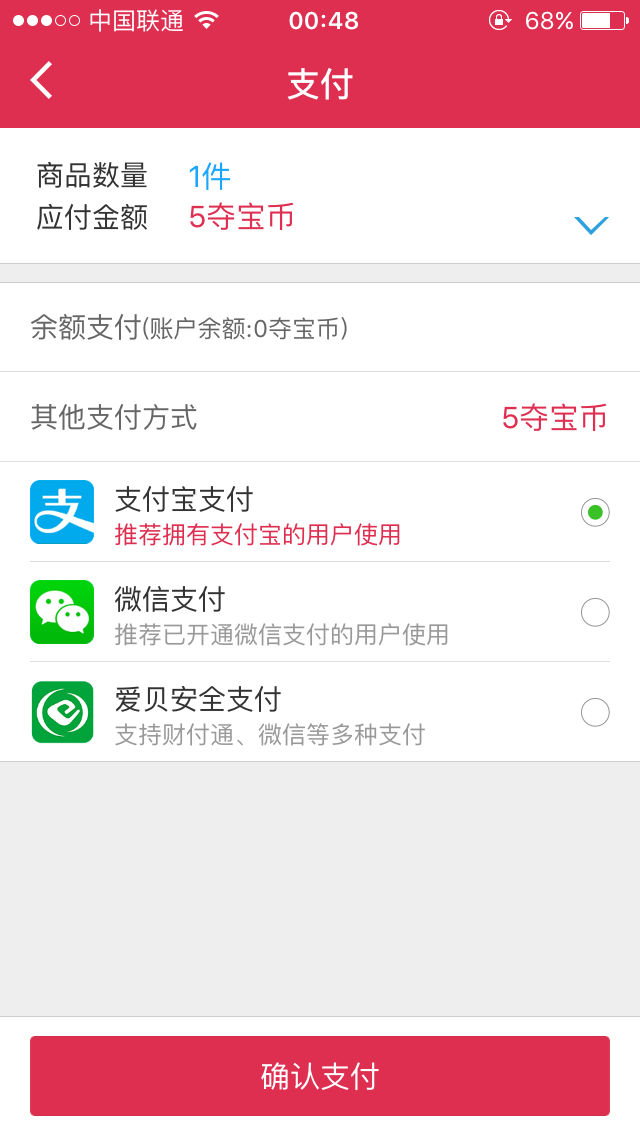 中国联通 00:48 68%
支付
商品数量 1件
应付金额 5夺宝币
余额支付(账户余额:0夺宝币)
其他支付方式 5夺宝币
支付宝支付
推荐拥有支付宝的用户使用
微信支付
推荐已开通微信支付的用户使用
爱贝安全支付
支持财付通、微信等多种支付
确认支付